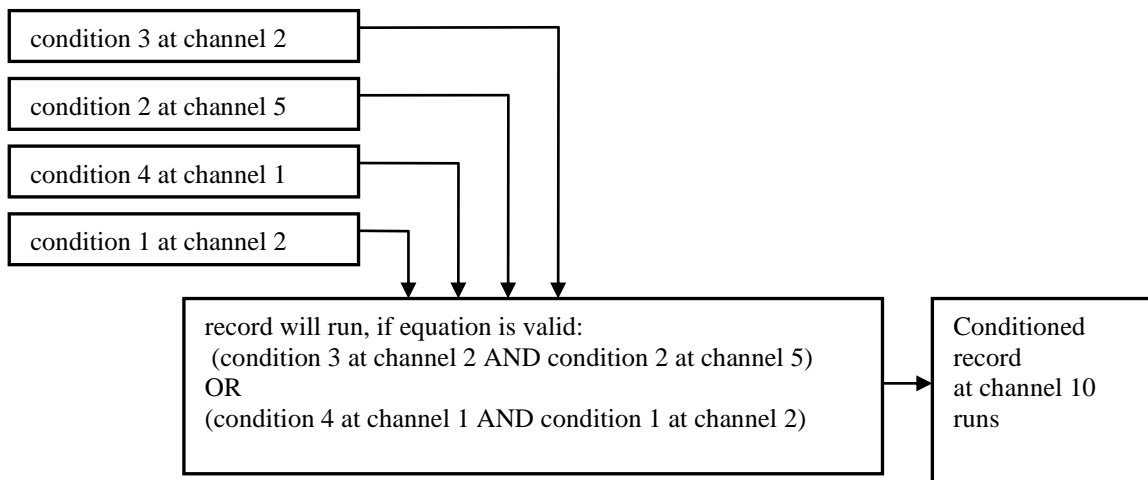 condition 3 at channel 2
condition 2 at channel 5
condition 4 at channel 1
condition 1 at channel 2
record will run, if equation is valid:
(condition 3 at channel 2 AND condition 2 at channel 5)
OR
(condition 4 at channel 1 AND condition 1 at channel 2)
Conditioned
record
at channel 10
runs